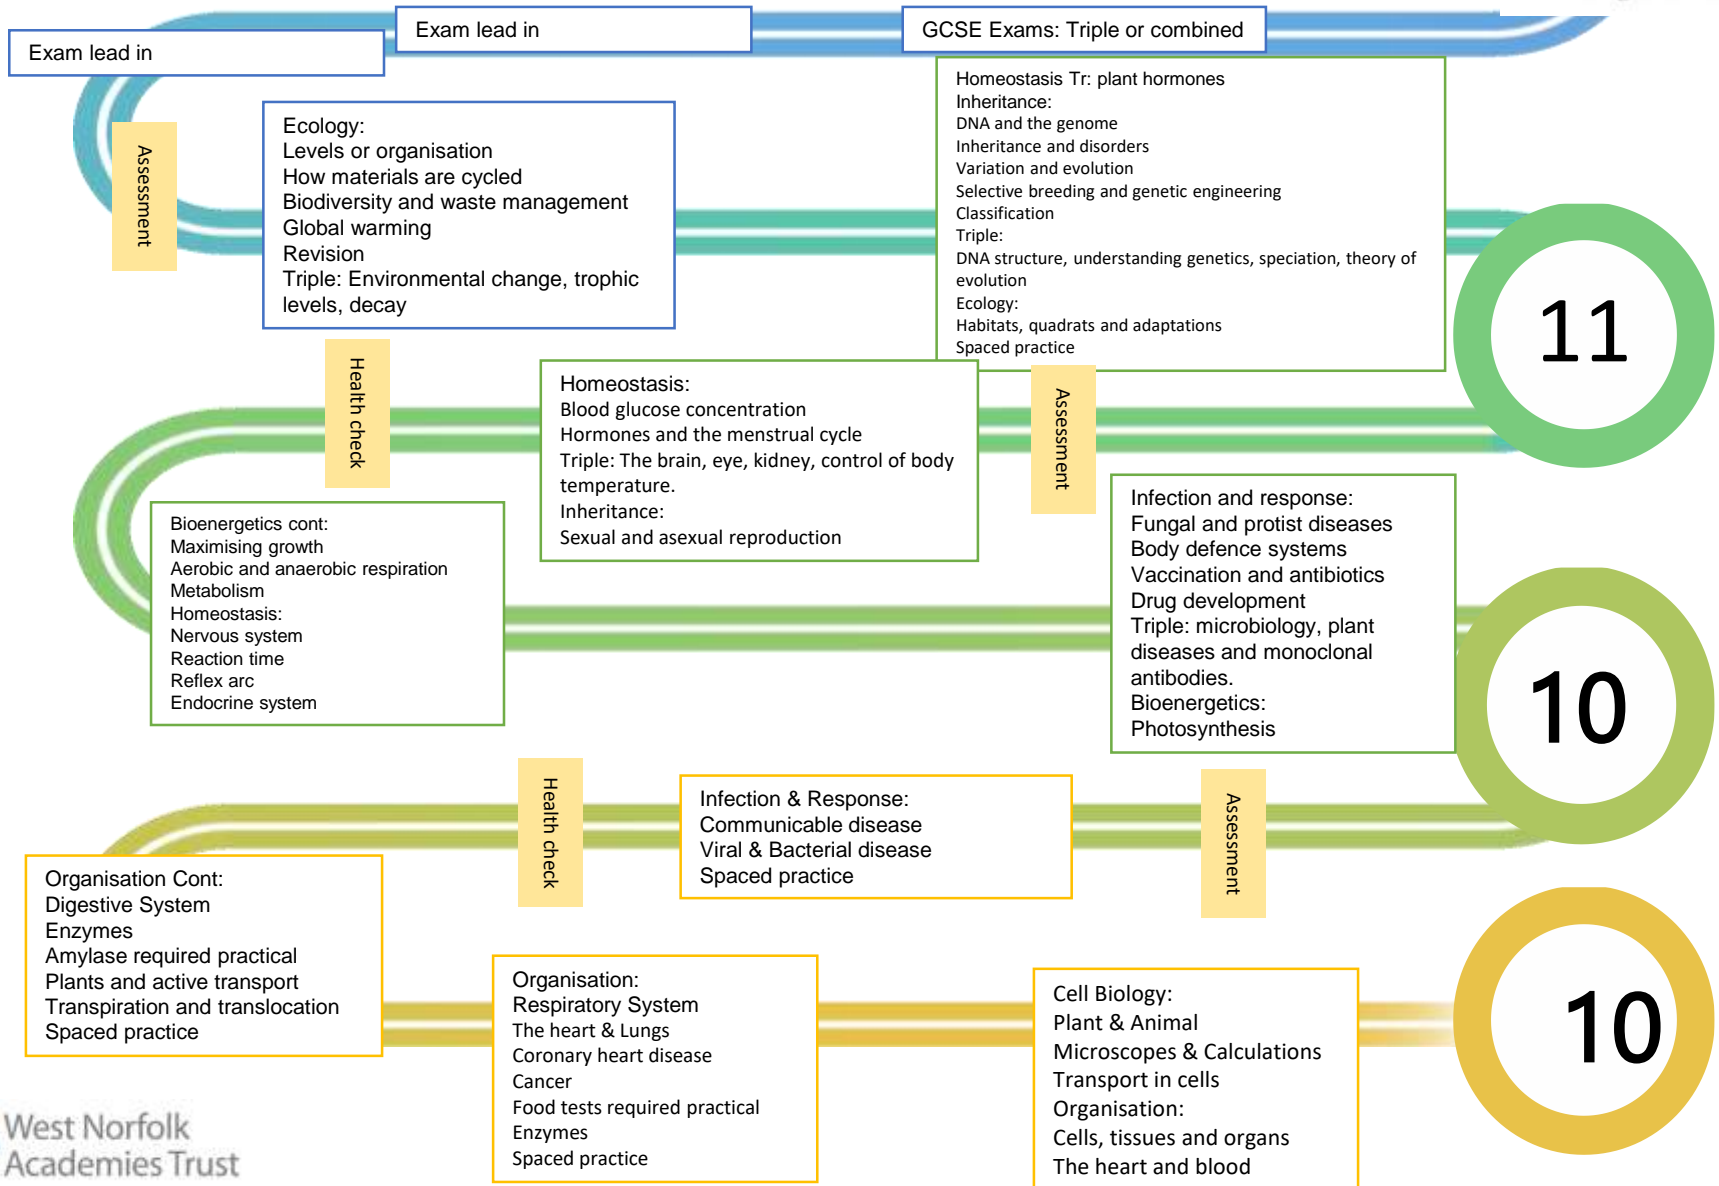 Exam lead in
GCSE Exams: Triple or combined
Exam lead in
Homeostasis Tr: plant hormones
Inheritance:
DNA and the genome
Inheritance and disorders
Variation and evolution
Selective breeding and genetic engineering
Classification
Triple:
DNA structure, understanding genetics, speciation, theory of
evolution
Ecology:
Habitats, quadrats and adaptations
Spaced practice
Ecology:
Levels or organisation
How materials are cycled
Biodiversity and waste management
Global warming
Revision
Triple: Environmental change, trophic
levels, decay
Assessment
11
Health check
Homeostasis:
Blood glucose concentration
Hormones and the menstrual cycle
Triple: The brain, eye, kidney, control of body
temperature.
Inheritance:
Sexual and asexual reproduction
Assessment
Infection and response:
Fungal and protist diseases
Body defence systems
Vaccination and antibiotics
Drug development
Triple: microbiology, plant
diseases and monoclonal
antibodies.
Bioenergetics:
Photosynthesis
Bioenergetics cont:
Maximising growth
Aerobic and anaerobic respiration
Metabolism
Homeostasis:
Nervous system
Reaction time
Reflex arc
Endocrine system
10
Health check
Infection & Response:
Communicable disease
Viral & Bacterial disease
Spaced practice
Assessment
Organisation Cont:
Digestive System
Enzymes
Amylase required practical
Plants and active transport
Transpiration and translocation
Spaced practice
Organisation:
Respiratory System
The heart & Lungs
Coronary heart disease
Cancer
Food tests required practical
Enzymes
Spaced practice
Cell Biology:
Plant & Animal
Microscopes & Calculations
Transport in cells
Organisation:
Cells, tissues and organs
The heart and blood
10
West Norfolk
Academies Trust